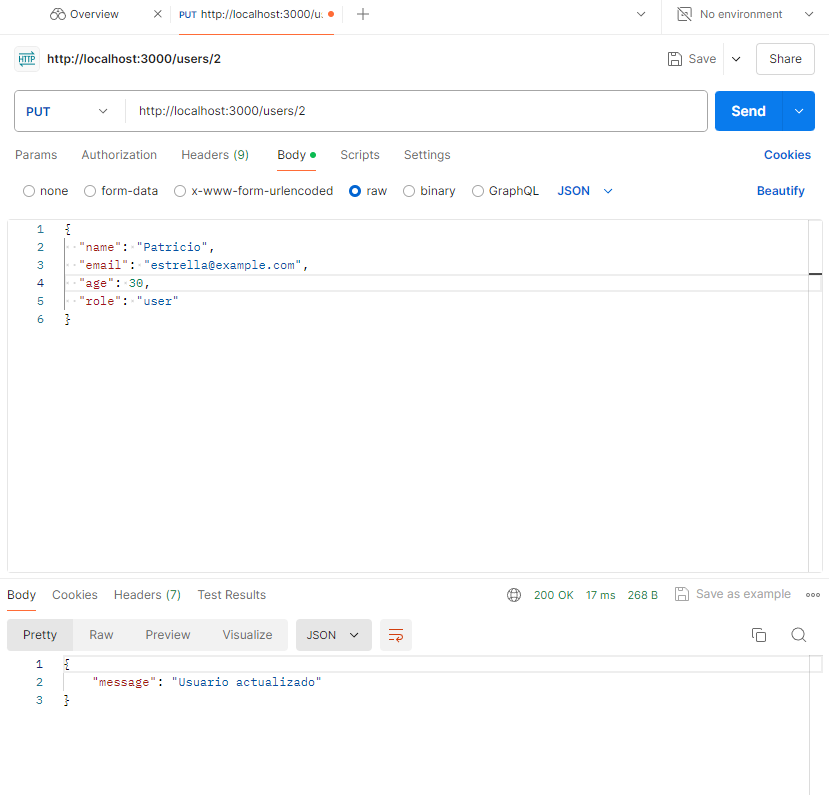 Overview
PUT http://localhost:3000/u.
No environment
HTTP http://localhost:3000/users/2
Save
Share
PUT
http://localhost:3000/users/2
Send
Params Authorization Headers (9) Body Scripts Settings
Cookies
none form-data x-www-form-urlencoded raw binary GraphQL JSON
Beautify
1 {
2 "name": "Patricio",
3 "email": "estrella@example.com",
4 "age": 30,
5 "role": "user"
6 }
Body Cookies Headers (7) Test Results
200 OK 17 ms 268 B Save as example
Pretty Raw Preview Visualize JSON
1 {
2 "message": "Usuario actualizado"
3 }